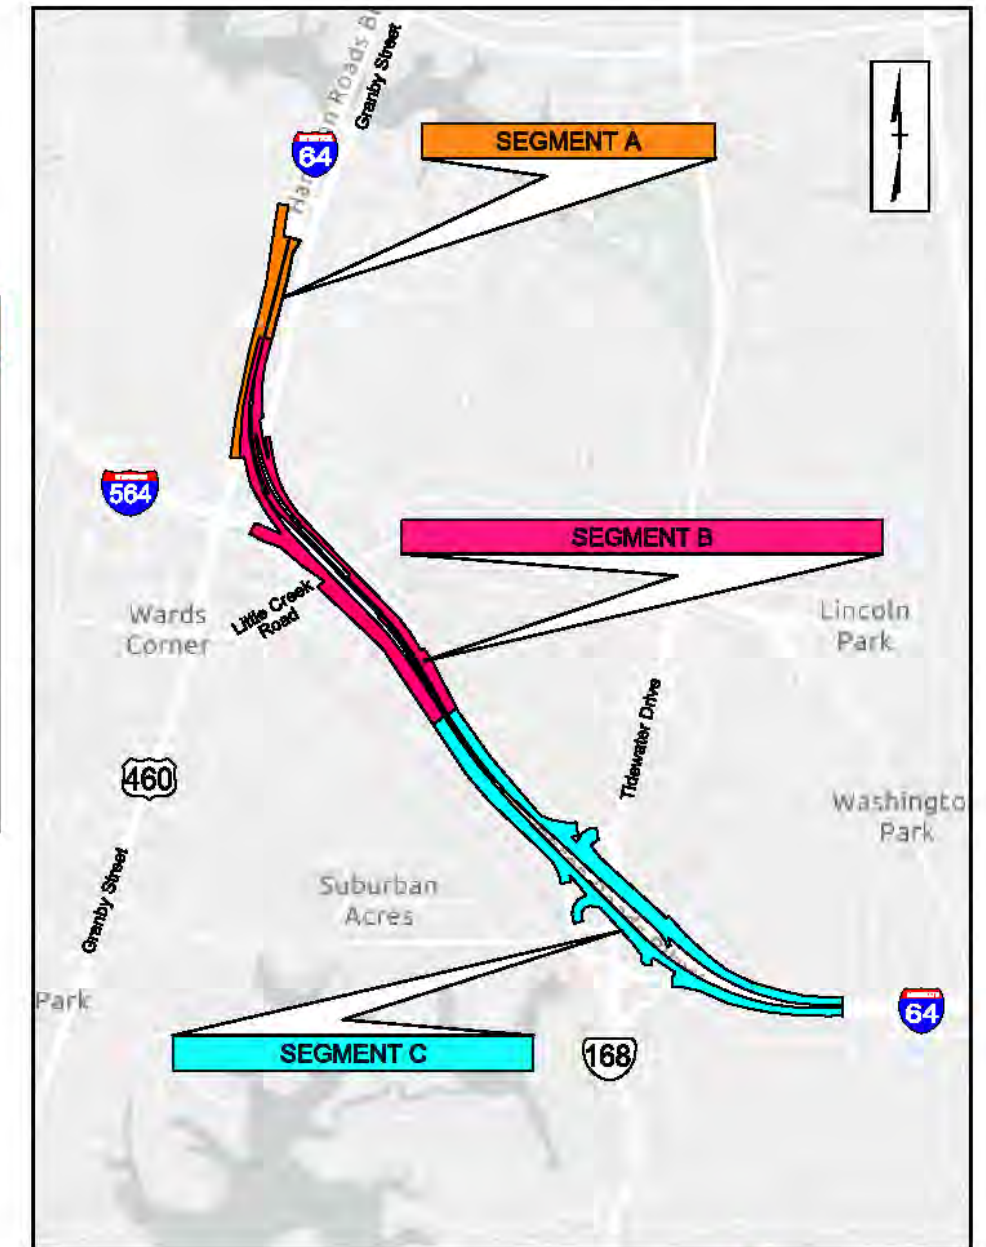 Granby Street
64
SEGMENT A
564
SEGMENT B
Wards
Corner
Little Creek
Road
Lincoln
Park
Tidewater Drive
460
Washingto
Park
Suburban
Acres
Granby Street
Park
64
SEGMENT C
168